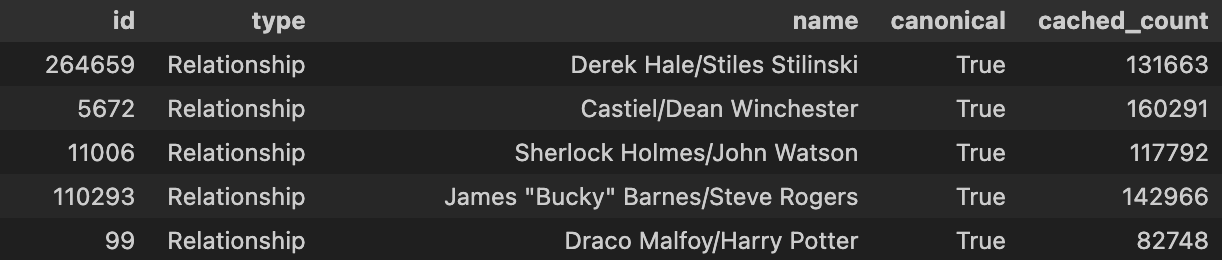 id type name canonical cached_count
264659 Relationship Derek Hale/Stiles Stilinski True 131663
5672 Relationship Castiel/Dean Winchester True 160291
11006 Relationship Sherlock Holmes/John Watson True 117792
110293 Relationship James "Bucky" Barnes/Steve Rogers True 142966
99 Relationship Draco Malfoy/Harry Potter True 82748